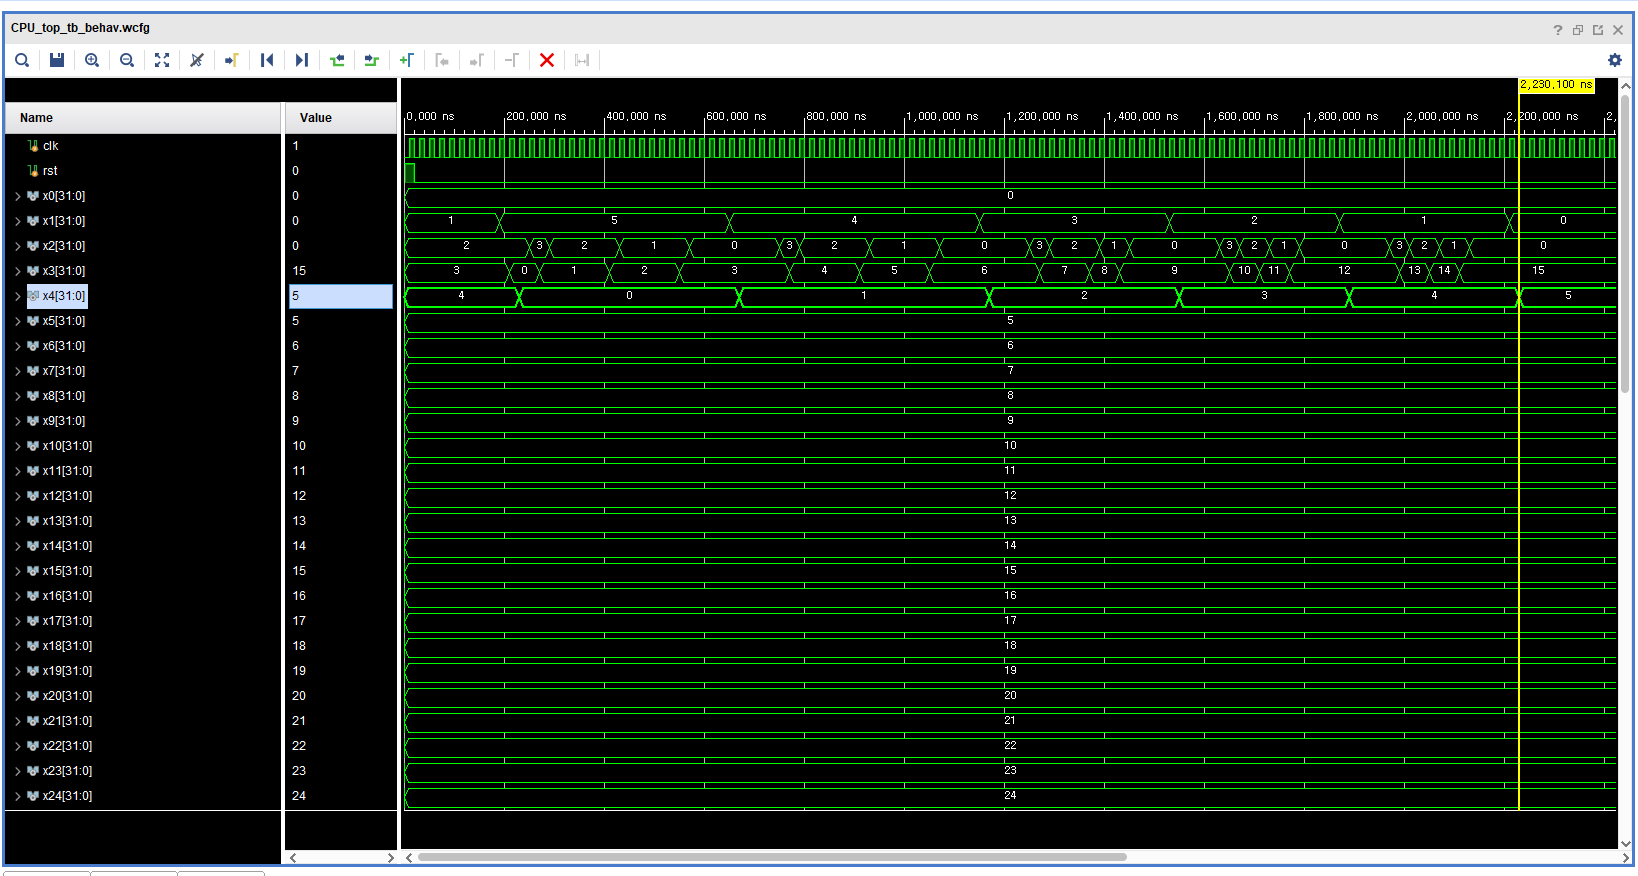 CPU_top_tb_behav.wcfg
2,230,100 ns
Name Value 0,000 ns 200,000 ns 400,000 ns 600,000 ns 800,000 ns 1,000,000 ns 1,200,000 ns 1,400,000 ns 1,600,000 ns 1,800,000 ns 2,000,000 ns 2,200,000 ns 2,
clk 1
rst 0
x0[31:0] 0 0
x1[31:0] 0 1 5 4 3 2 1 0
x2[31:0] 0 2 3 2 1 0 3 2 1 0 3 2 1 0 3 2 1 0 3 2 1 0
x3[31:0] 15 3 0 1 2 3 4 5 6 7 8 9 10 11 12 13 14 15
x4[31:0] 5 4 0 1 2 3 4 5
x5[31:0] 5 5
x6[31:0] 6 6
x7[31:0] 7 7
x8[31:0] 8 8
x9[31:0] 9 9
x10[31:0] 10 10
x11[31:0] 11 11
x12[31:0] 12 12
x13[31:0] 13 13
x14[31:0] 14 14
x15[31:0] 15 15
x16[31:0] 16 16
x17[31:0] 17 17
x18[31:0] 18 18
x19[31:0] 19 19
x20[31:0] 20 20
x21[31:0] 21 21
x22[31:0] 22 22
x23[31:0] 23 23
x24[31:0] 24 24